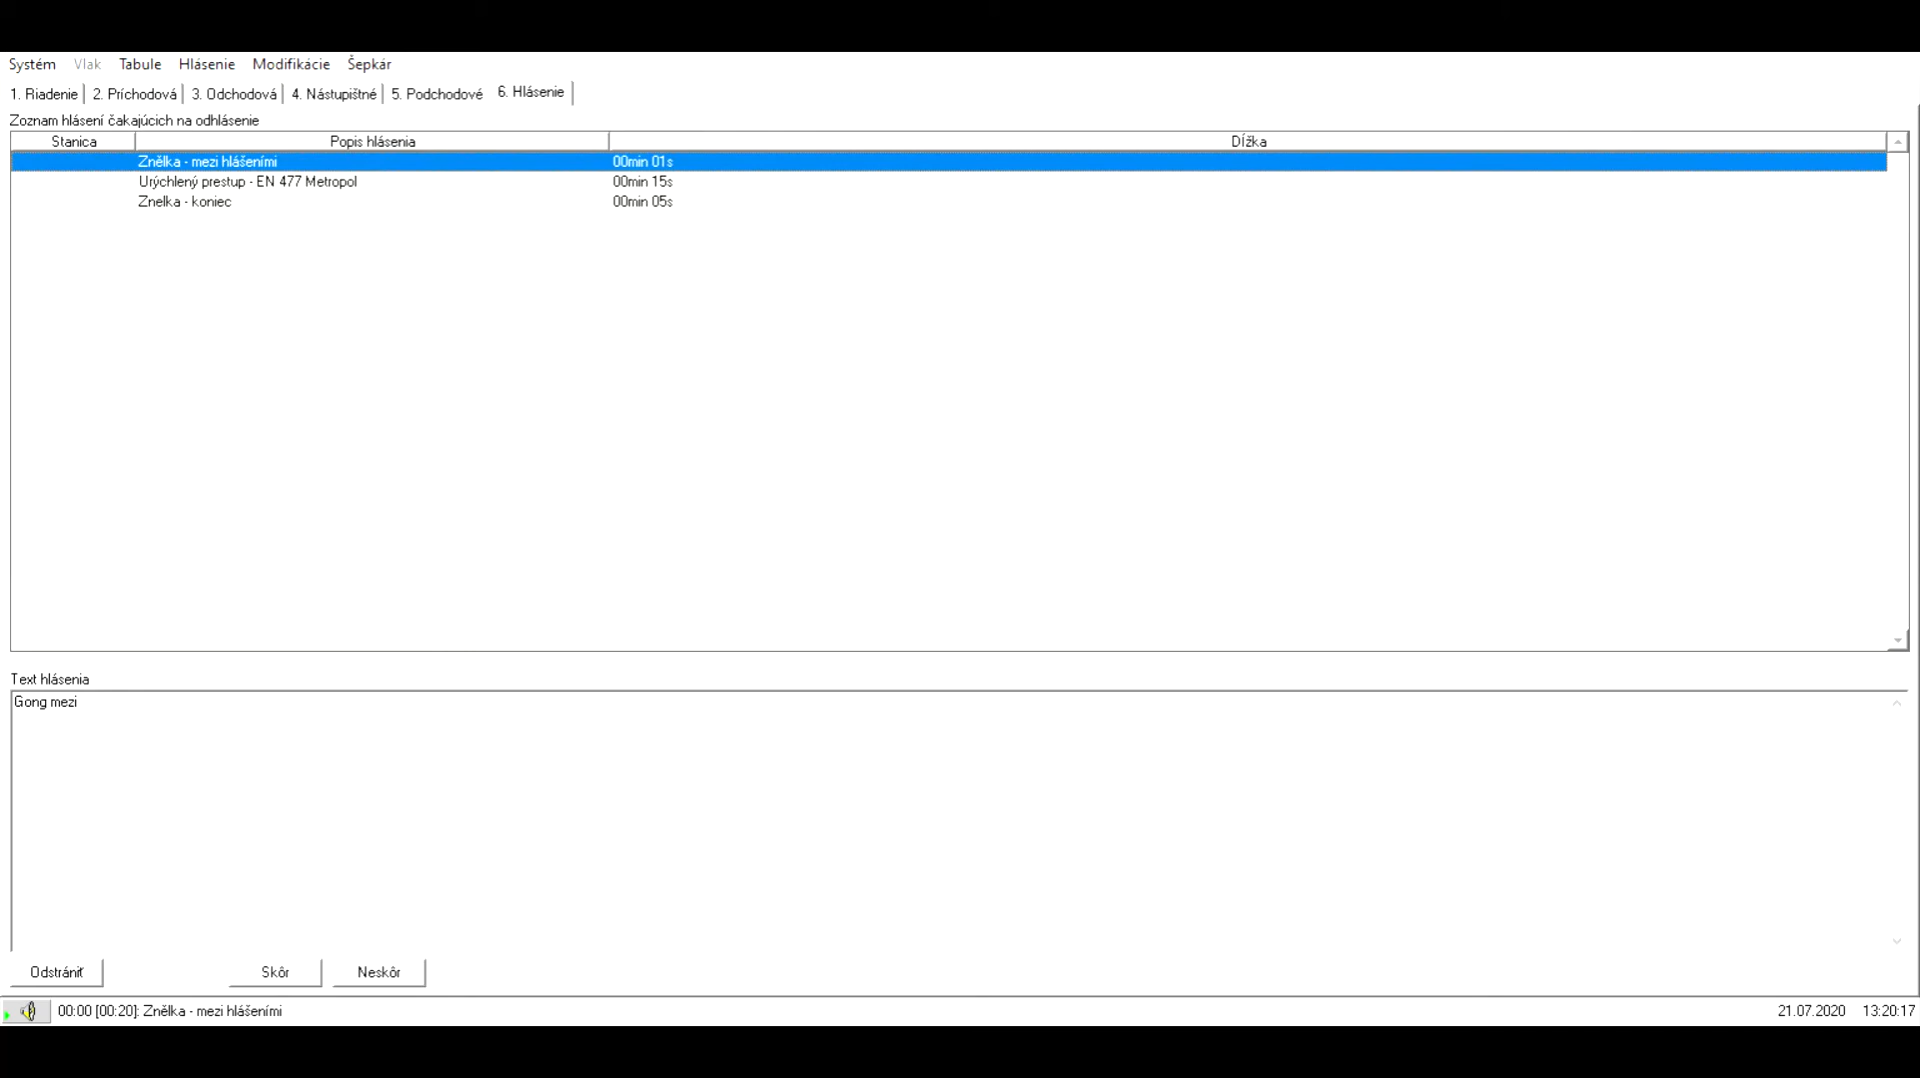 Systém Vlak Tabule Hlásenie Modifikácie Šepkár
1. Riadenie 2. Príchodová 3. Odchodová 4. Nástupištné 5. Podchodové 6. Hlásenie
Zoznam hlásení čakajúcich na odhlásenie
Stanica Popis hlásenia Dĺžka
Znělka - mezi hlášeními 00min 01s
Urýchlený prestup - EN 477 Metropol 00min 15s
Znelka - koniec 00min 05s
Text hlásenia
Gong mezi
Odstrániť Skôr Neskôr
00:00 [00:20]: Znělka - mezi hlášeními 21.07.2020 13:20:17